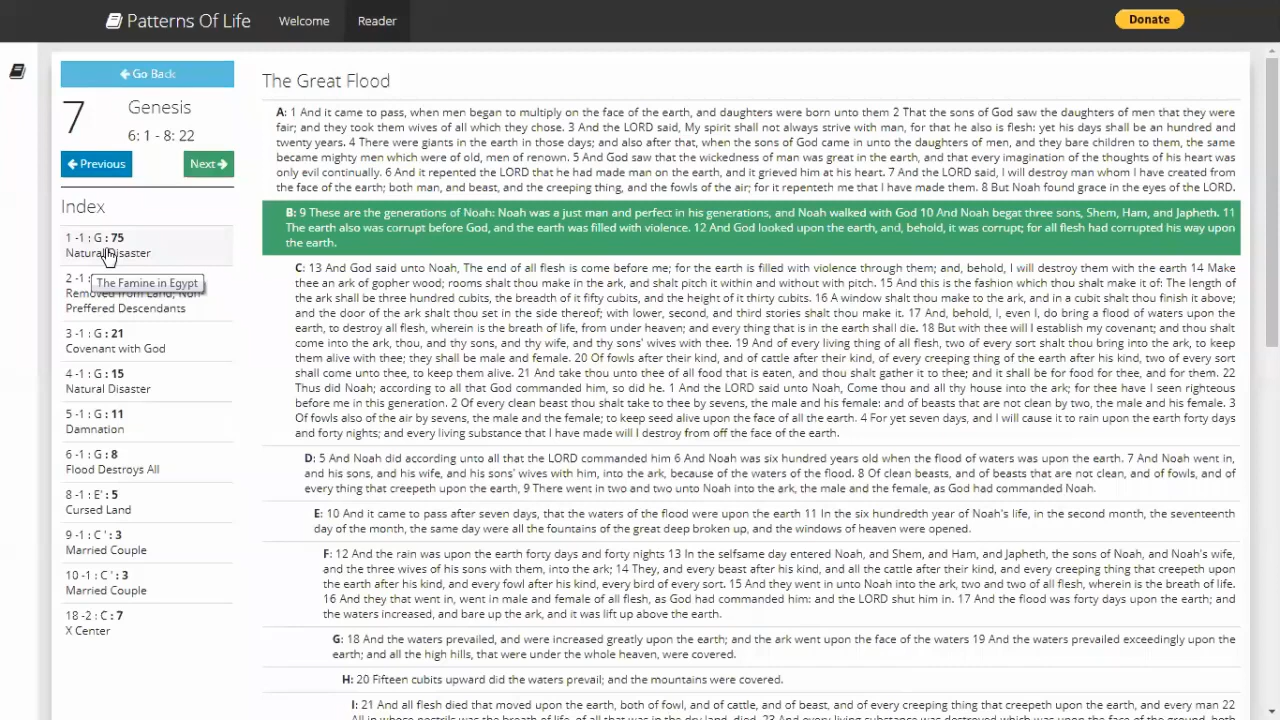 Patterns Of Life
Welcome
Reader
Donate
Go Back
7
Genesis
6: 1 - 8: 22
Previous
Next
Index
1 -1 : G : 75
Natural Disaster
2 -1 :
The Famine in Egypt
Removed from Land, Non
Preffered Descendants
3 -1 : G : 21
Covenant with God
4 -1 : G : 15
Natural Disaster
5 -1 : G : 11
Damnation
6 -1 : G : 8
Flood Destroys All
8 -1 : E' : 5
Cursed Land
9 -1 : C ' : 3
Married Couple
10 -1 : C ' : 3
Married Couple
18 -2 : C : 7
X Center
The Great Flood
A: 1 And it came to pass, when men began to multiply on the face of the earth, and daughters were born unto them 2 That the sons of God saw the daughters of men that they were
fair; and they took them wives of all which they chose. 3 And the LORD said, My spirit shall not always strive with man, for that he also is flesh: yet his days shall be an hundred and
twenty years. 4 There were giants in the earth in those days; and also after that, when the sons of God came in unto the daughters of men, and they bare children to them, the same
became mighty men which were of old, men of renown. 5 And God saw that the wickedness of man was great in the earth, and that every imagination of the thoughts of his heart was
only evil continually. 6 And it repented the LORD that he had made man on the earth, and it grieved him at his heart. 7 And the LORD said, I will destroy man whom I have created from
the face of the earth; both man, and beast, and the creeping thing, and the fowls of the air; for it repenteth me that I have made them. 8 But Noah found grace in the eyes of the LORD.
B: 9 These are the generations of Noah: Noah was a just man and perfect in his generations, and Noah walked with God 10 And Noah begat three sons, Shem, Ham, and Japheth. 11
The earth also was corrupt before God, and the earth was filled with violence. 12 And God looked upon the earth, and, behold, it was corrupt; for all flesh had corrupted his way upon
the earth.
C: 13 And God said unto Noah, The end of all flesh is come before me; for the earth is filled with violence through them; and, behold, I will destroy them with the earth 14 Make
thee an ark of gopher wood; rooms shalt thou make in the ark, and shalt pitch it within and without with pitch. 15 And this is the fashion which thou shalt make it of: The length of
the ark shall be three hundred cubits, the breadth of it fifty cubits, and the height of it thirty cubits. 16 A window shalt thou make to the ark, and in a cubit shalt thou finish it above;
and the door of the ark shalt thou set in the side thereof; with lower, second, and third stories shalt thou make it. 17 And, behold, I, even I, do bring a flood of waters upon the
earth, to destroy all flesh, wherein is the breath of life, from under heaven; and every thing that is in the earth shall die. 18 But with thee will I establish my covenant; and thou shalt
come into the ark, thou, and thy sons, and thy wife, and thy sons' wives with thee. 19 And of every living thing of all flesh, two of every sort shalt thou bring into the ark, to keep
them alive with thee; they shall be male and female. 20 Of fowls after their kind, and of cattle after their kind, of every creeping thing of the earth after his kind, two of every sort
shall come unto thee, to keep them alive. 21 And take thou unto thee of all food that is eaten, and thou shalt gather it to thee; and it shall be for food for thee, and for them. 22
Thus did Noah; according to all that God commanded him, so did he. 1 And the LORD said unto Noah, Come thou and all thy house into the ark; for thee have I seen righteous
before me in this generation. 2 Of every clean beast thou shalt take to thee by sevens, the male and his female: and of beasts that are not clean by two, the male and his female. 3
Of fowls also of the air by sevens, the male and the female; to keep seed alive upon the face of all the earth. 4 For yet seven days, and I will cause it to rain upon the earth forty days
and forty nights; and every living substance that I have made will I destroy from off the face of the earth.
D: 5 And Noah did according unto all that the LORD commanded him 6 And Noah was six hundred years old when the flood of waters was upon the earth. 7 And Noah went in,
and his sons, and his wife, and his sons' wives with him, into the ark, because of the waters of the flood. 8 Of clean beasts, and of beasts that are not clean, and of fowls, and of
every thing that creepeth upon the earth, 9 There went in two and two unto Noah into the ark, the male and the female, as God had commanded Noah.
E: 10 And it came to pass after seven days, that the waters of the flood were upon the earth 11 In the six hundredth year of Noah's life, in the second month, the seventeenth
day of the month, the same day were all the fountains of the great deep broken up, and the windows of heaven were opened.
F: 12 And the rain was upon the earth forty days and forty nights 13 In the selfsame day entered Noah, and Shem, and Ham, and Japheth, the sons of Noah, and Noah's wife,
and the three wives of his sons with them, into the ark; 14 They, and every beast after his kind, and all the cattle after their kind, and every creeping thing that creepeth upon
the earth after his kind, and every fowl after his kind, every bird of every sort. 15 And they went in unto Noah into the ark, two and two of all flesh, wherein is the breath of life.
16 And they that went in, went in male and female of all flesh, as God had commanded him: and the LORD shut him in. 17 And the flood was forty days upon the earth; and
the waters increased, and bare up the ark, and it was lift up above the earth.
G: 18 And the waters prevailed, and were increased greatly upon the earth; and the ark went upon the face of the waters 19 And the waters prevailed exceedingly upon the
earth; and all the high hills, that were under the whole heaven, were covered.
H: 20 Fifteen cubits upward did the waters prevail; and the mountains were covered.
I: 21 And all flesh died that moved upon the earth, both of fowl, and of cattle, and of beast, and of every creeping thing that creepeth upon the earth, and every man 22
All in whose nostrils was the breath of life, of all that was in the dry land, died. 23 And every living substance was destroyed which was upon the face of the ground, both